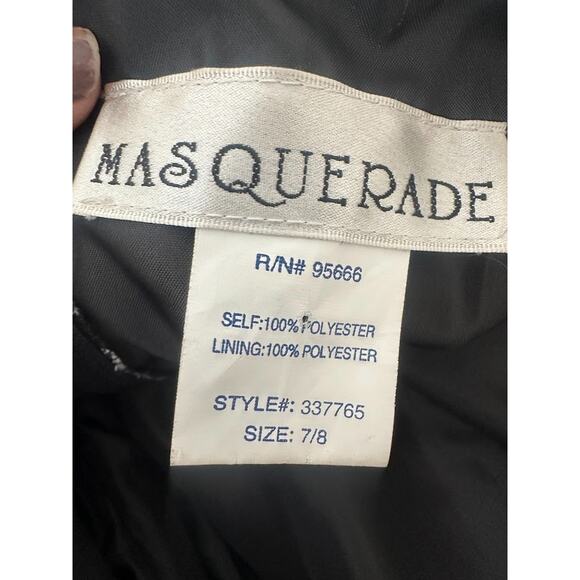 MASQUERADE
R/N# 95666
SELF:100% POLYESTER
LINING:100% POLYESTER
STYLE#: 337765
SIZE: 7/8